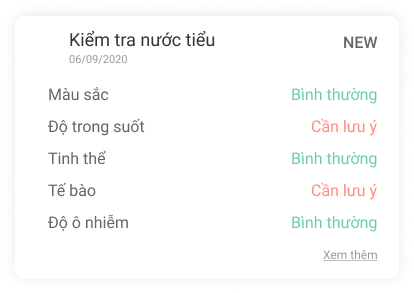 Kiểm tra nước tiểu NEW
06/09/2020
Màu sắc Bình thường
Độ trong suốt Cần lưu ý
Tinh thể Bình thường
Tế bào Cần lưu ý
Độ ô nhiễm Bình thường
Xem thêm